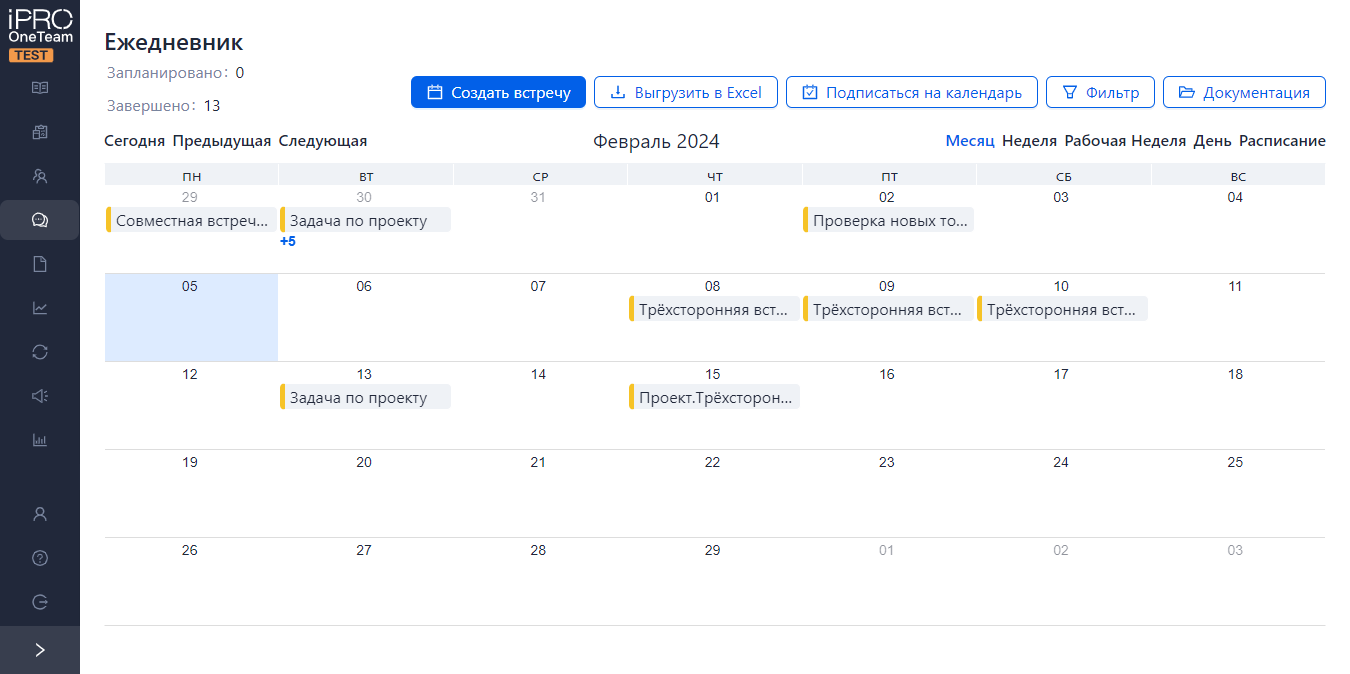 iPRO
OneTeam
TEST
Ежедневник
Запланировано: 0
Завершено: 13
Создать встречу
Выгрузить в Excel
Подписаться на календарь
Фильтр
Документация
Сегодня Предыдущая Следующая
Февраль 2024
Месяц Неделя Рабочая Неделя День Расписание
ПН ВТ СР ЧТ ПТ СБ ВС
29 30 31 01 02 03 04
Совместная встреч... Задача по проекту Проверка новых то...
+5
05 06 07 08 09 10 11
Трёхсторонняя вст... Трёхсторонняя вст... Трёхсторонняя вст...
12 13 14 15 16 17 18
Задача по проекту Проект.Трёхсторон...
19 20 21 22 23 24 25
26 27 28 29 01 02 03